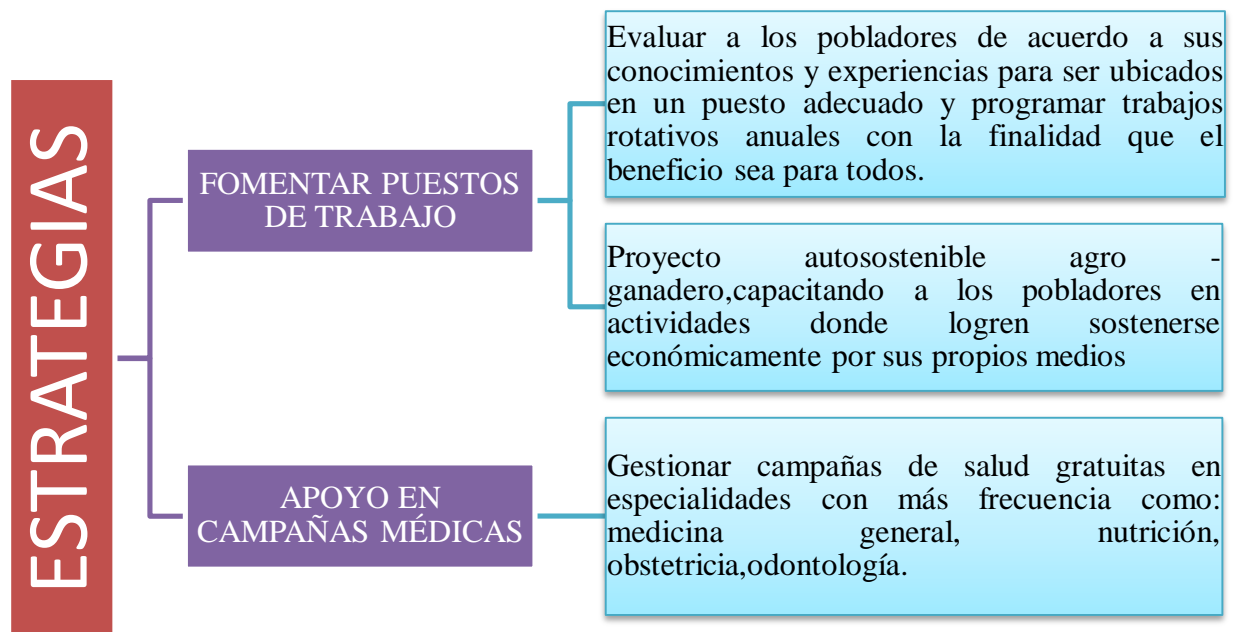 ESTRATEGIAS
FOMENTAR PUESTOS
DE TRABAJO
Evaluar a los pobladores de acuerdo a sus
conocimientos y experiencias para ser ubicados
en un puesto adecuado y programar trabajos
rotativos anuales con la finalidad que el
beneficio sea para todos.
Proyecto autosostenible agro -
ganadero,capacitando a los pobladores en
actividades donde logren sostenerse
económicamente por sus propios medios
APOYO EN
CAMPAÑAS MÉDICAS
Gestionar campañas de salud gratuitas en
especialidades con más frecuencia como:
medicina general, nutrición,
obstetricia,odontología.